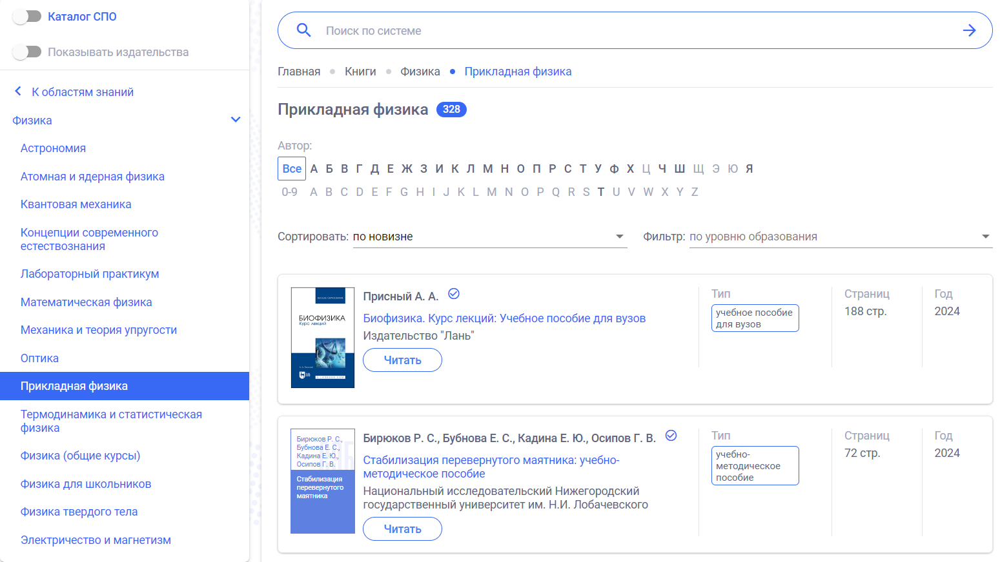 Каталог СПО
Показывать издательства
К областям знаний
Физика
Астрономия
Атомная и ядерная физика
Квантовая механика
Концепции современного
естествознания
Лабораторный практикум
Математическая физика
Механика и теория упругости
Оптика
Прикладная физика
Термодинамика и статистическая
физика
Физика (общие курсы)
Физика для школьников
Физика твердого тела
Электричество и магнетизм
Поиск по системе
Главная Книги Физика Прикладная физика
Прикладная физика 328
Автор:
Все А Б В Г Д Е Ж З И К Л М Н О П Р С Т У Ф Х Ц Ч Ш Щ Э Ю Я
0-9 A B C D E F G H I J K L M N O P Q R S T U V W X Y Z
Сортировать: по новизне Фильтр: по уровню образования
БИОФИЗИКА
Курс лекций
Присный А. А.
Биофизика. Курс лекций: Учебное пособие для вузов
Издательство "Лань"
Читать
Тип
учебное пособие
для вузов
Страниц
188 стр.
Год
2024
Бирюков Р. С.,
Бубнова Е. С.,
Кадина Е. Ю.,
Осипов Г. В.
Стабилизация
перевернутого
маятника
Бирюков Р. С., Бубнова Е. С., Кадина Е. Ю., Осипов Г. В.
Стабилизация перевернутого маятника: учебно-
методическое пособие
Национальный исследовательский Нижегородский
государственный университет им. Н.И. Лобачевского
Читать
Тип
учебно-
методическое
пособие
Страниц
72 стр.
Год
2024